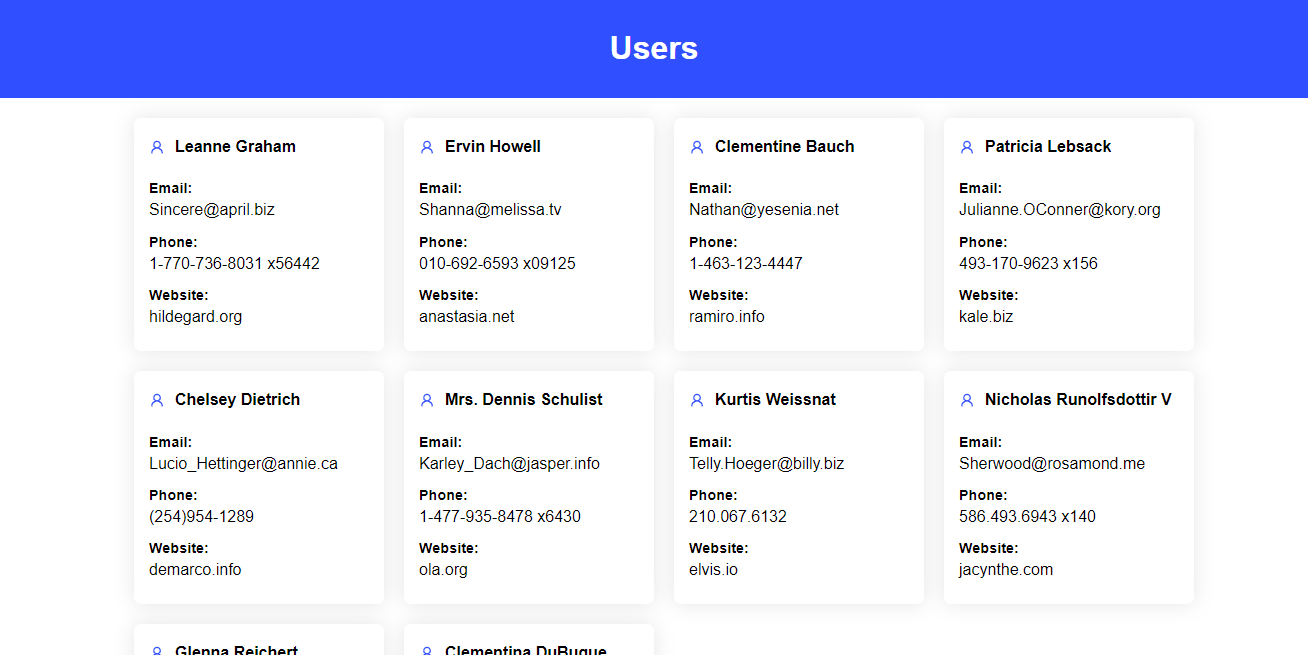 Users
Leanne Graham
Email:
Sincere@april.biz
Phone:
1-770-736-8031 x56442
Website:
hildegard.org
Ervin Howell
Email:
Shanna@melissa.tv
Phone:
010-692-6593 x09125
Website:
anastasia.net
Clementine Bauch
Email:
Nathan@yesenia.net
Phone:
1-463-123-4447
Website:
ramiro.info
Patricia Lebsack
Email:
Julianne.OConner@kory.org
Phone:
493-170-9623 x156
Website:
kale.biz
Chelsey Dietrich
Email:
Lucio_Hettinger@annie.ca
Phone:
(254)954-1289
Website:
demarco.info
Mrs. Dennis Schulist
Email:
Karley_Dach@jasper.info
Phone:
1-477-935-8478 x6430
Website:
ola.org
Kurtis Weissnat
Email:
Telly.Hoeger@billy.biz
Phone:
210.067.6132
Website:
elvis.io
Nicholas Runolfsdottir V
Email:
Sherwood@rosamond.me
Phone:
586.493.6943 x140
Website:
jacynthe.com
Glenna Reichert
Clementina DuBuque